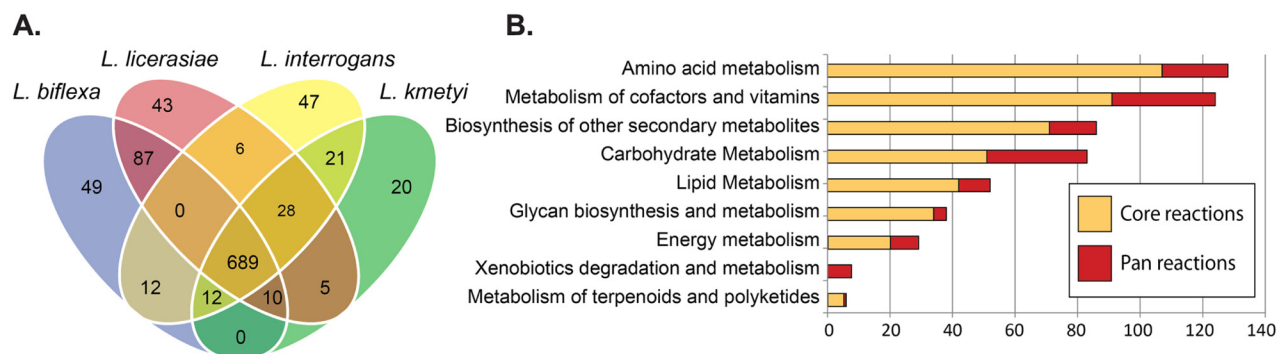 A.
B.
L. licerasiae
L. interrogans
L. biflexa
L. kmetyi
43
47
87
6
21
49
20
0
28
689
12
12
10
5
0
Amino acid metabolism
Metabolism of cofactors and vitamins
Biosynthesis of other secondary metabolites
Carbohydrate Metabolism
Lipid Metabolism
Glycan biosynthesis and metabolism
Energy metabolism
Xenobiotics degradation and metabolism
Metabolism of terpenoids and polyketides
Core reactions
Pan reactions
0 20 40 60 80 100 120 140